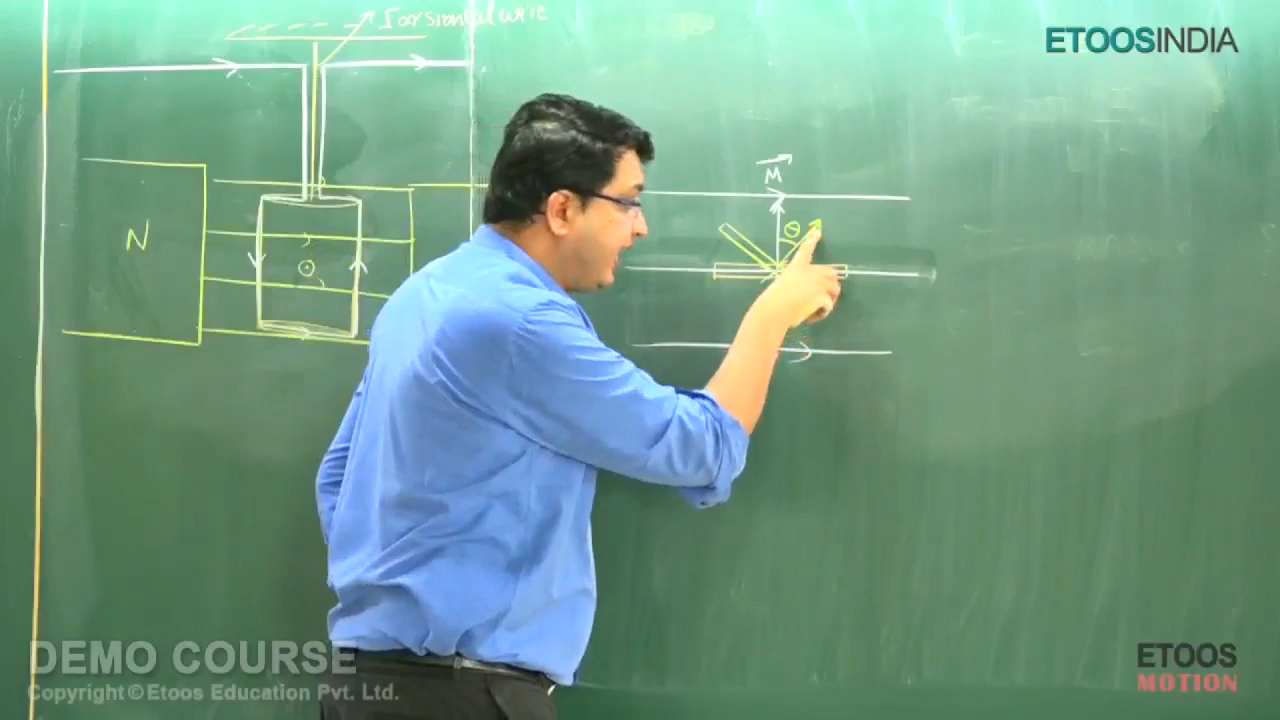 Torsional wire
ETOOSINDIA
M
N
θ
DEMO COURSE
Copyright©Etoos Education Pvt. Ltd.
ETOOS
MOTION